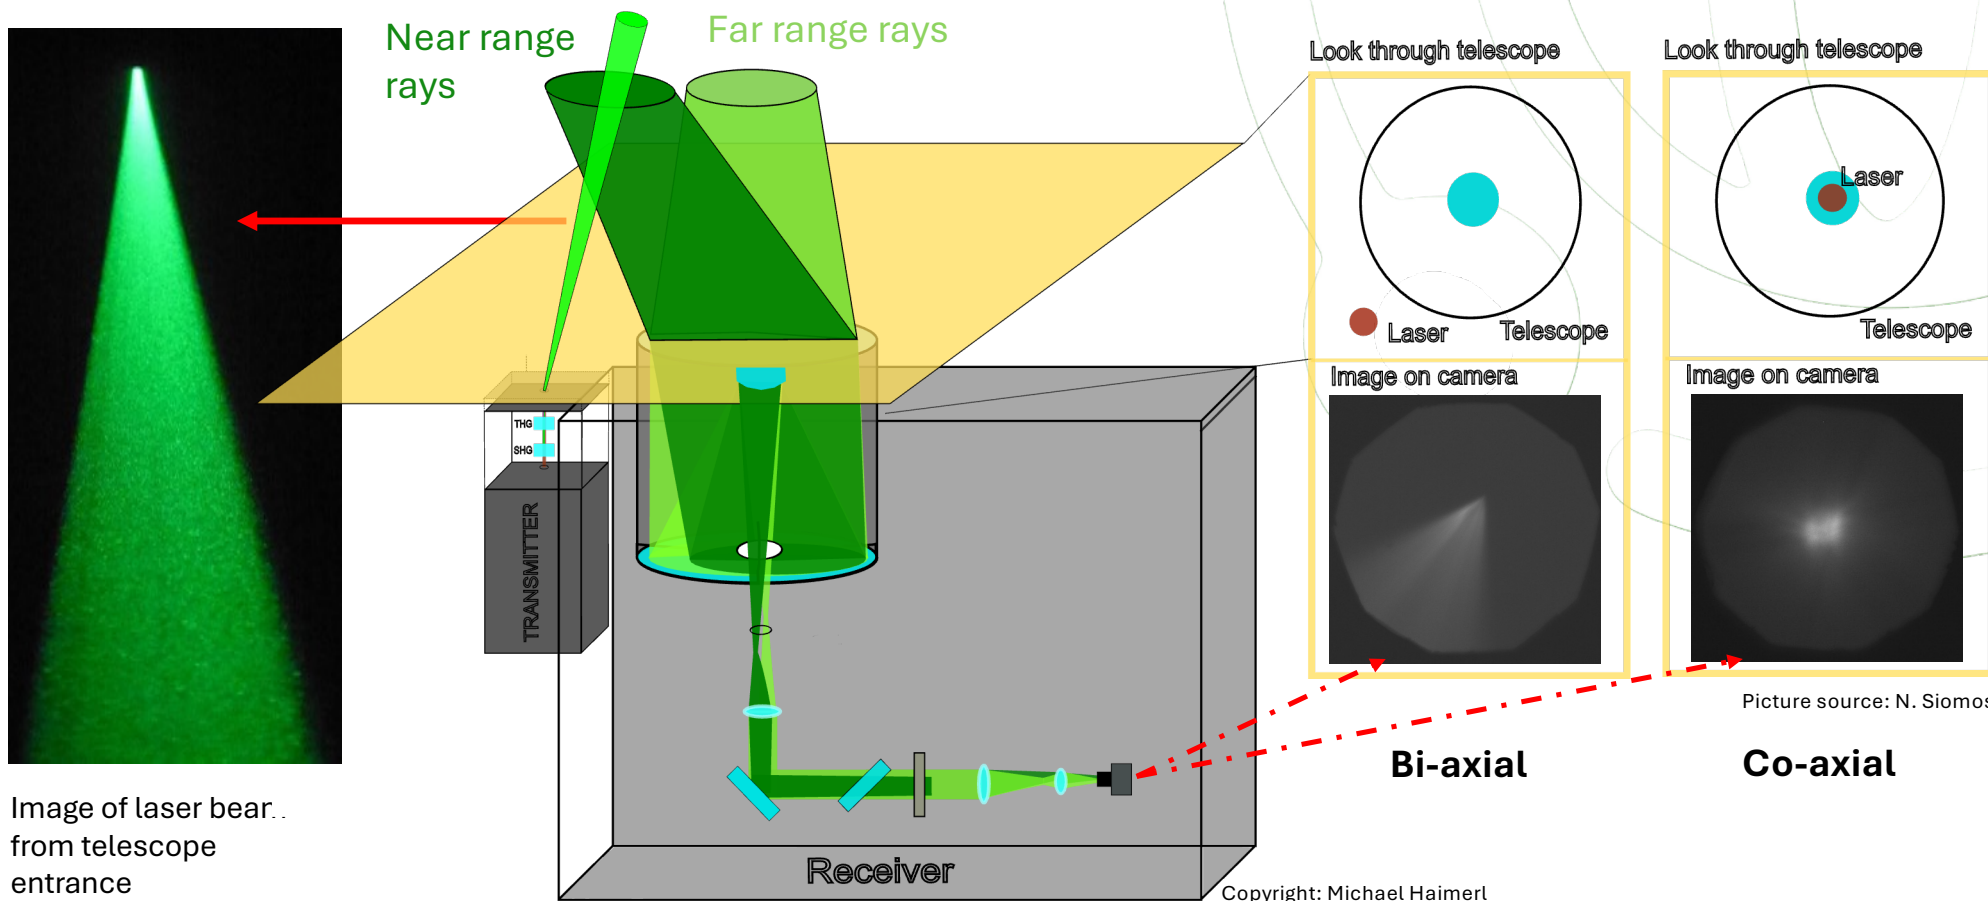 Near range
rays
Far range rays
Look through telescope
Look through telescope
Laser
Laser
Telescope
Telescope
Image on camera
Image on camera
THG
SHG
TRANSMITTER
Picture source: N. Siomos
Bi-axial
Co-axial
Image of laser
from telescope
entrance
Receiver
Copyright: Michael Haimerl